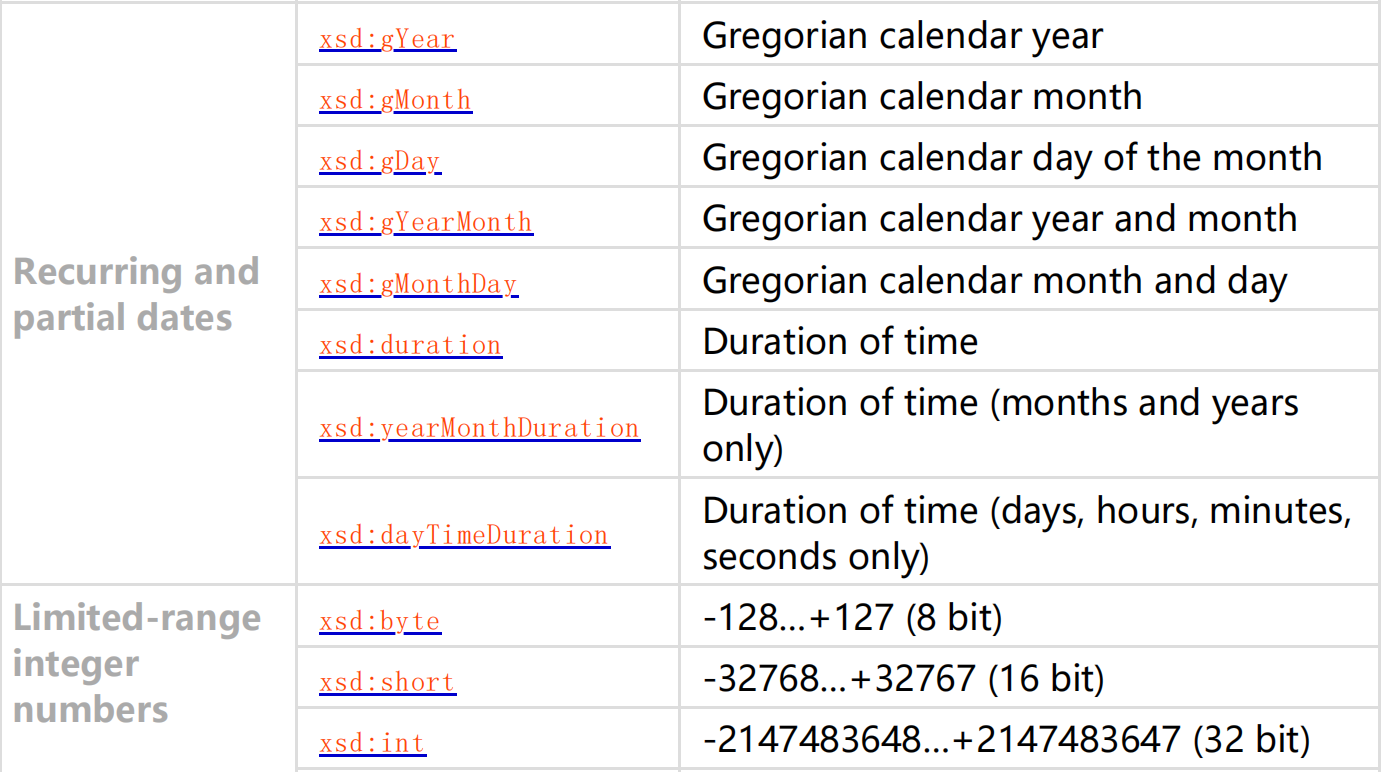 xsd:gYear Gregorian calendar year
xsd:gMonth Gregorian calendar month
xsd:gDay Gregorian calendar day of the month
xsd:gYearMonth Gregorian calendar year and month
Recurring and
partial dates
xsd:gMonthDay Gregorian calendar month and day
xsd:duration Duration of time
xsd:yearMonthDuration Duration of time (months and years
only)
xsd:dayTimeDuration Duration of time (days, hours, minutes,
seconds only)
Limited-range
integer
numbers
xsd:byte -128…+127 (8 bit)
xsd:short -32768…+32767 (16 bit)
xsd:int -2147483648…+2147483647 (32 bit)